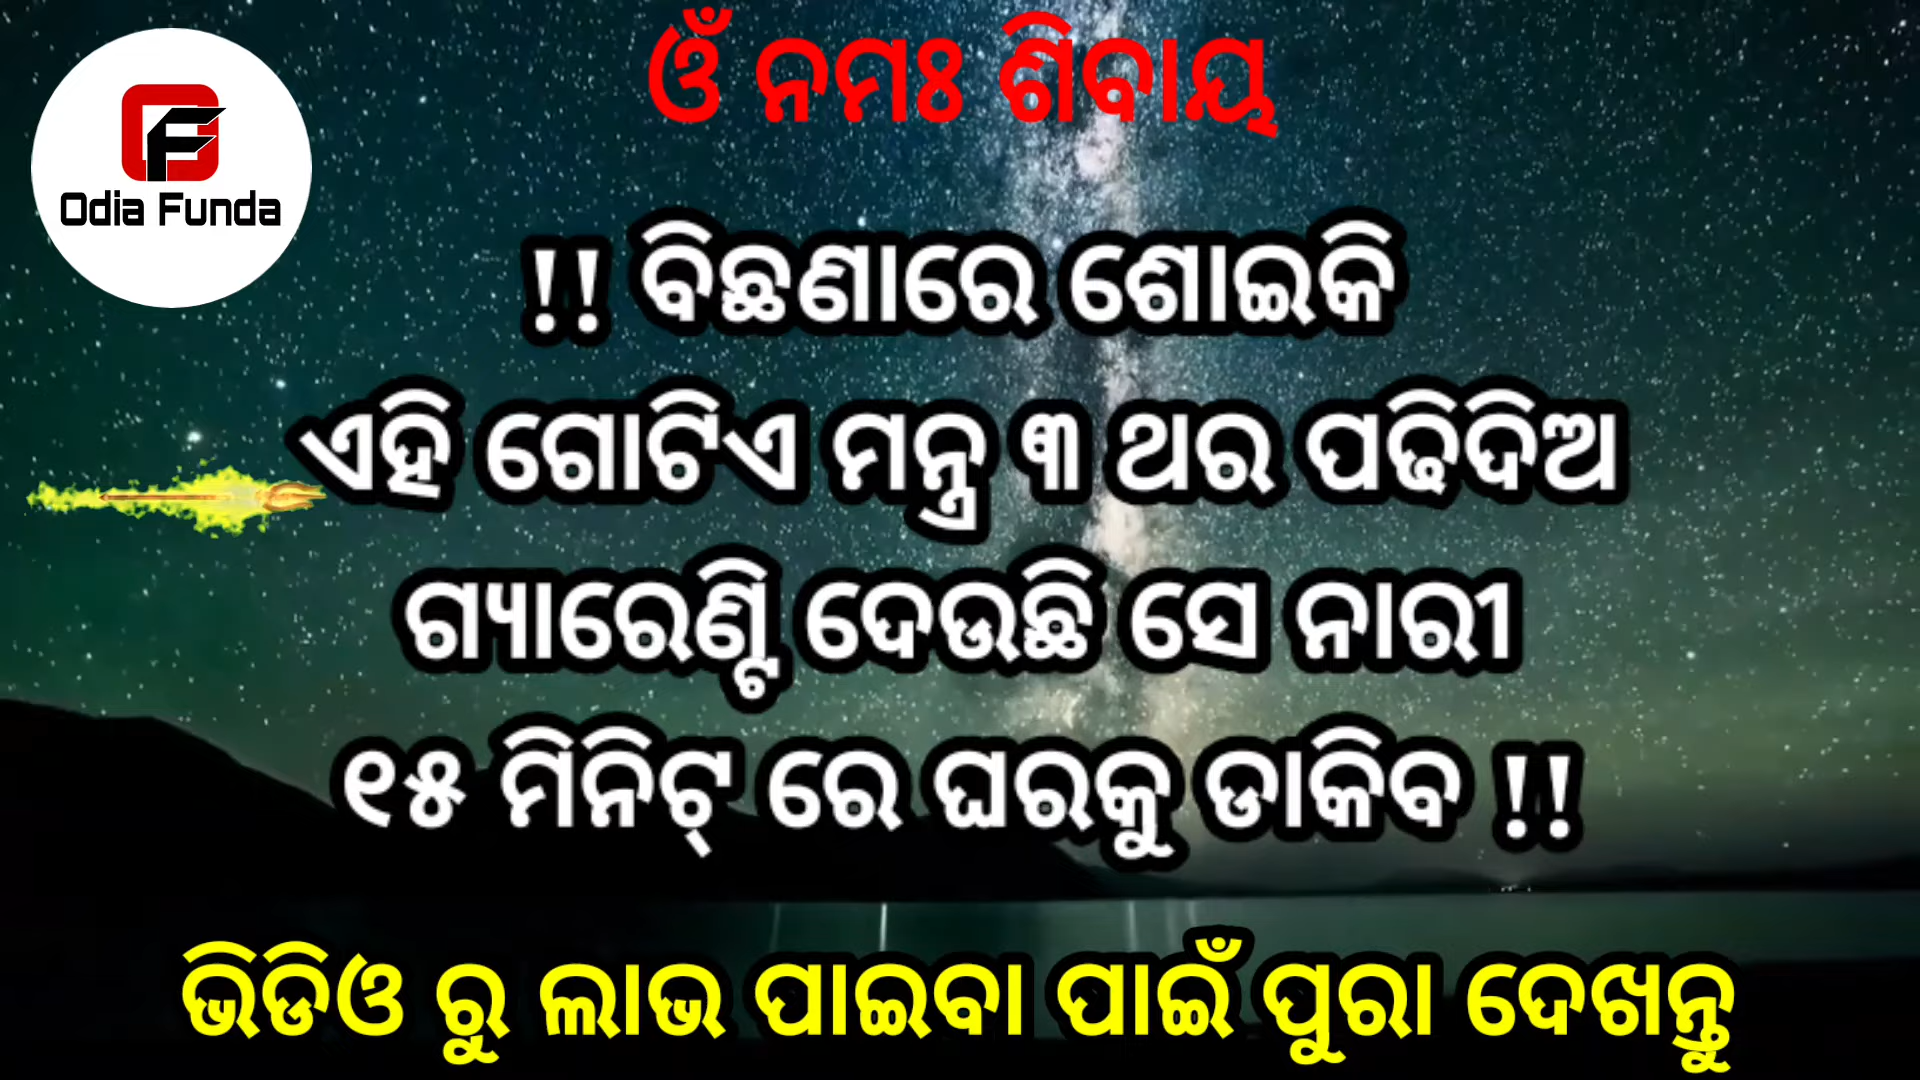 ଓଁ ନମଃ ଶିବାୟ
Odia Funda
!! ବିଛଣାରେ ଶୋଇକି
ଏହି ଗୋଟିଏ ମନ୍ତ୍ର ୩ ଥର ପଢିଦିଅ
ଗ୍ୟାରେଣ୍ଟି ଦେଉଛି ସେ ନାରୀ
୧୫ ମିନିଟ୍ ରେ ଘରକୁ ଡାକିବ !!
ଭିଡିଓ ରୁ ଲାଭ ପାଇବା ପାଇଁ ପୁରା ଦେଖନ୍ତୁ